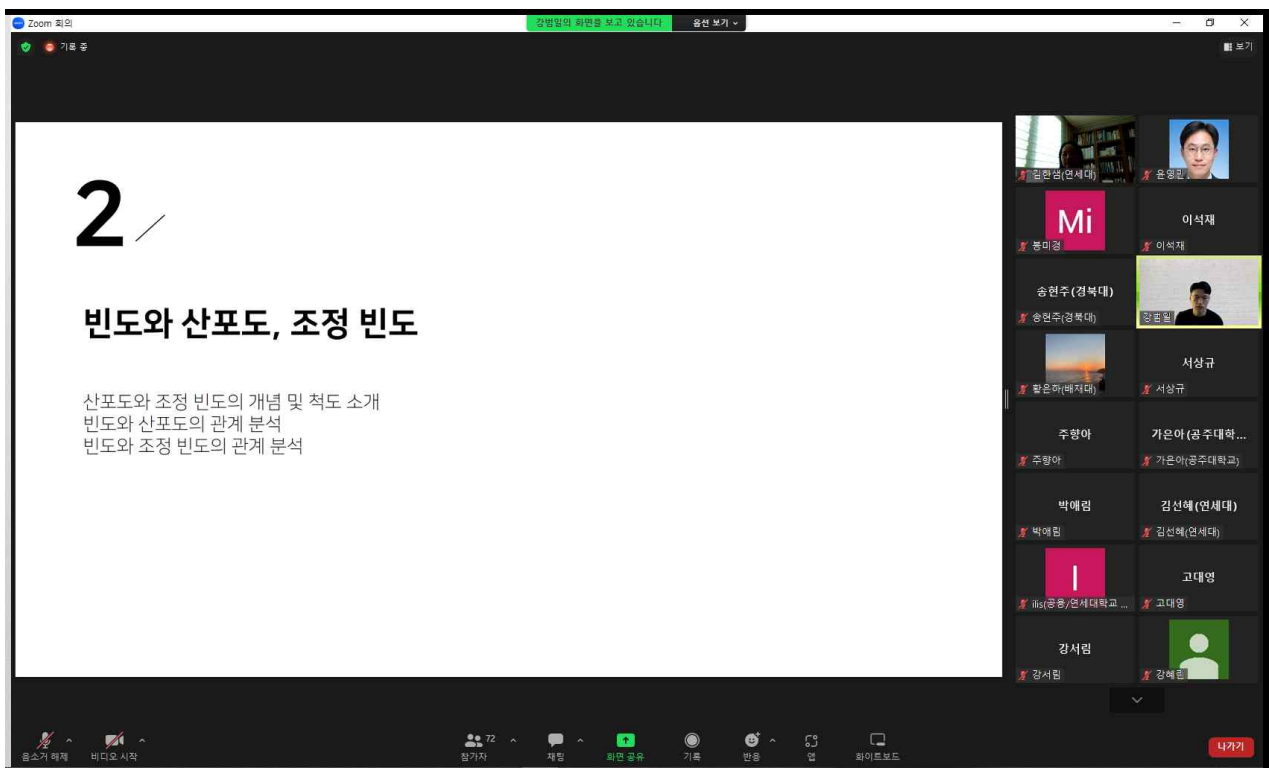 Zoom 회의
강범일의 화면을 보고 있습니다
옵션 보기
기록 중
보기
2
빈도와 산포도, 조정 빈도
산포도와 조정 빈도의 개념 및 척도 소개
빈도와 산포도의 관계 분석
빈도와 조정 빈도의 관계 분석
김한샘(연세대)
Mi
봉미경
이석재
이석재
송현주(경북대)
송현주(경북대)
강범일
황은하(배재대)
서상규
서상규
주향아
주향아
가은아(공주대학...
가은아(공주대학교)
박애림
박애림
김선혜(연세대)
김선혜(연세대)
I
ilis(공용/연세대학교 ...
고대영
고대영
강서림
강서림
음소거 해제
비디오 시작
72
참가자
채팅
화면 공유
기록
반응
앱
화이트보드
나가기